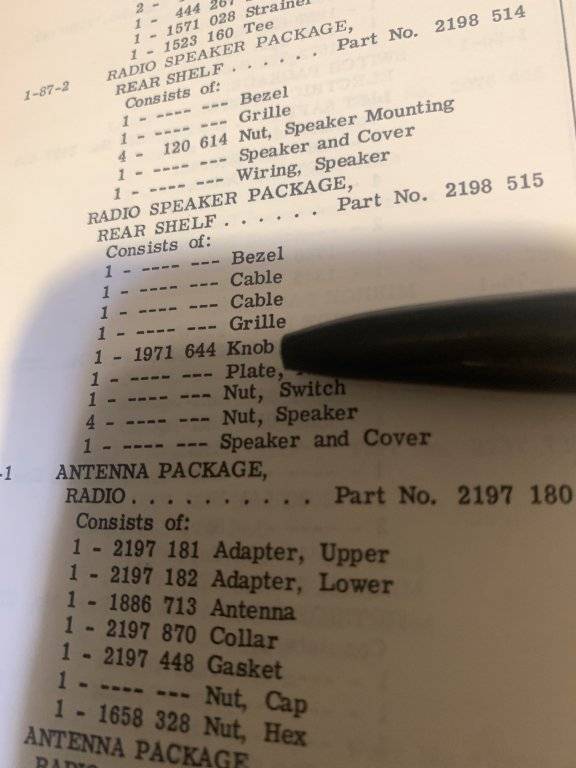 2 -
1 - 444 267
1 - 1571 028 Strainer
1 - 1523 160 Tee
RADIO SPEAKER PACKAGE,
1-87-2 REAR SHELF . . . . . . Part No. 2198 514
Consists of:
1 - ---- --- Bezel
1 - ---- --- Grille
4 - 120 614 Nut, Speaker Mounting
1 - ---- --- Speaker and Cover
1 - ---- --- Wiring, Speaker
RADIO SPEAKER PACKAGE,
REAR SHELF . . . . . . Part No. 2198 515
Consists of:
1 - ---- --- Bezel
1 - ---- --- Cable
1 - ---- --- Cable
1 - ---- --- Grille
1 - 1971 644 Knob
1 - ---- --- Plate,
1 - ---- --- Nut, Switch
4 - ---- --- Nut, Speaker
1 - ---- --- Speaker and Cover
-1 ANTENNA PACKAGE,
RADIO . . . . . . . . . . Part No. 2197 180
Consists of:
1 - 2197 181 Adapter, Upper
1 - 2197 182 Adapter, Lower
1 - 1886 713 Antenna
1 - 2197 870 Collar
1 - 2197 448 Gasket
1 - ---- --- Nut, Cap
1 - 1658 328 Nut, Hex
ANTENNA PACKAGE
RADIO